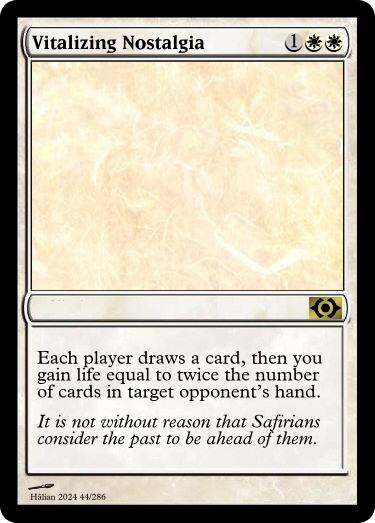 Vitalizing Nostalgia 1
Each player draws a card, then you
gain life equal to twice the number
of cards in target opponent's hand.
It is not without reason that Safirians
consider the past to be ahead of them.
Hālian 2024 44/286